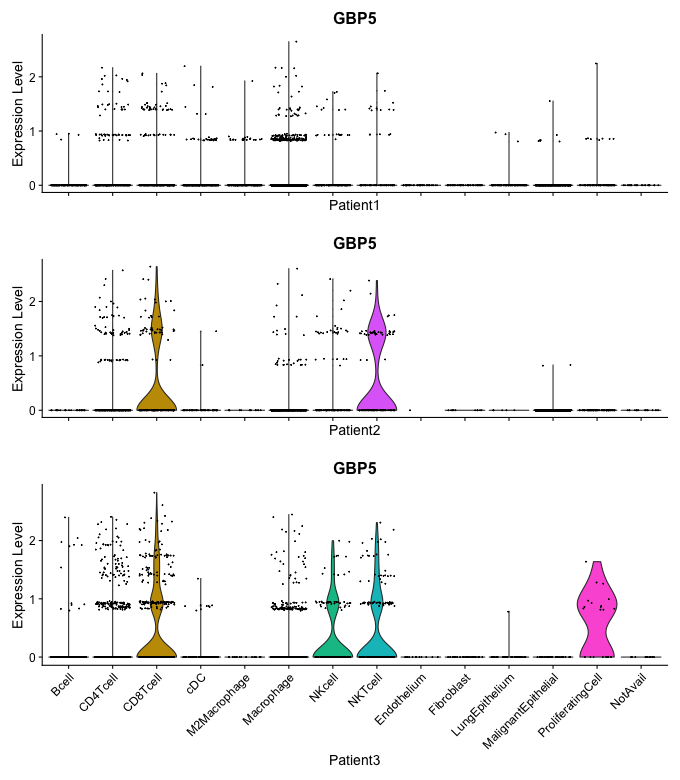 GBP5
Expression Level
2
1
0
Patient1
GBP5
Expression Level
2
1
0
Patient2
GBP5
Expression Level
2
1
0
Bcell
CD4Tcell
CD8Tcell
cDC
M2Macrophage
Macrophage
NKcell
NKTcell
Endothelium
Fibroblast
LungEpithelium
MalignantEpithelial
ProliferatingCell
NotAvail
Patient3